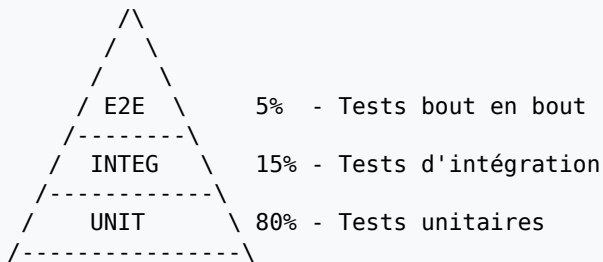 /\
/  \
/    \
/ E2E  \     5%  - Tests bout en bout
/--------\
/  INTEG   \   15% - Tests d'intégration
/------------\
/    UNIT      \ 80% - Tests unitaires
/----------------\